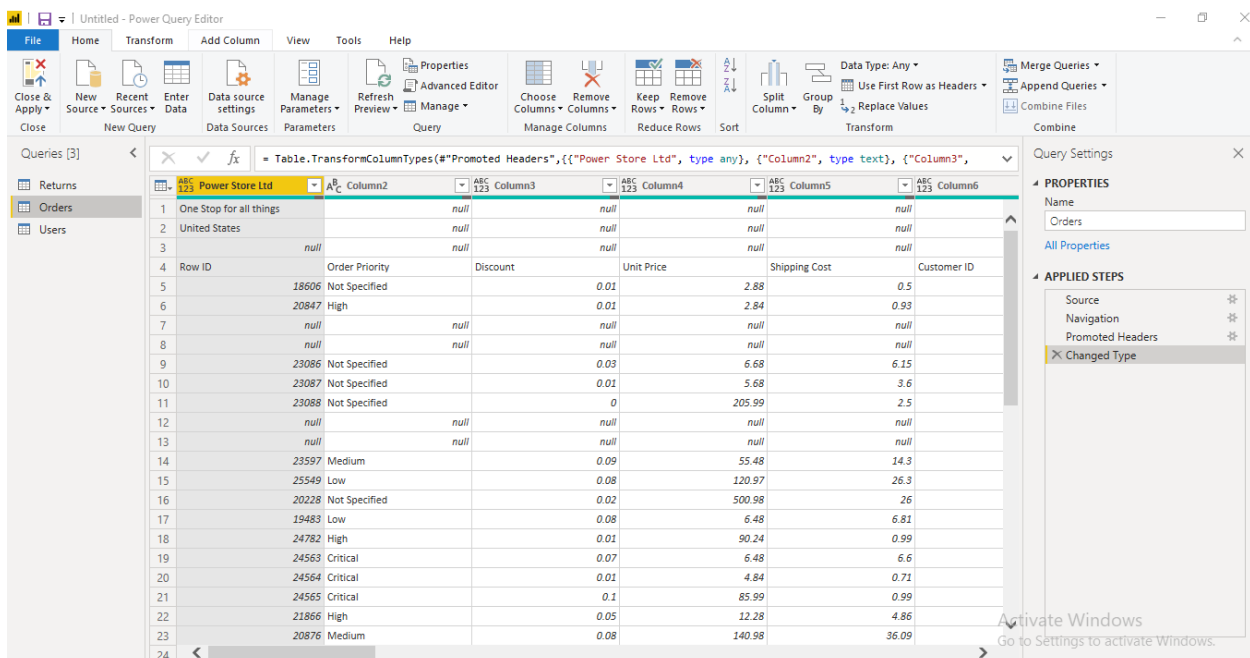 Untitled - Power Query Editor
File Home Transform Add Column View Tools Help
Close & Apply
New Source
Recent Sources
Enter Data
Data source settings
Manage Parameters
Refresh Preview
Properties
Advanced Editor
Manage
Choose Columns
Remove Columns
Keep Rows
Remove Rows
Split Column
Group By
Data Type: Any
Use First Row as Headers
Replace Values
Merge Queries
Append Queries
Combine Files
Close New Query Data Sources Parameters Query Manage Columns Reduce Rows Sort Transform Combine
Queries [3]
Returns
Orders
Users
fx = Table.TransformColumnTypes(#"Promoted Headers",{{"Power Store Ltd", type any}, {"Column2", type text}, {"Column3",
ABC 123 Power Store Ltd ABC Column2 ABC 123 Column3 ABC 123 Column4 ABC 123 Column5 ABC 123 Column6
1 One Stop for all things null null null null
2 United States null null null null
3 null null null null null
4 Row ID Order Priority Discount Unit Price Shipping Cost Customer ID
5 18606 Not Specified 0.01 2.88 0.5
6 20847 High 0.01 2.84 0.93
7 null null null null null
8 null null null null null
9 23086 Not Specified 0.03 6.68 6.15
10 23087 Not Specified 0.01 5.68 3.6
11 23088 Not Specified 0 205.99 2.5
12 null null null null null
13 null null null null null
14 23597 Medium 0.09 55.48 14.3
15 25549 Low 0.08 120.97 26.3
16 20228 Not Specified 0.02 500.98 26
17 19483 Low 0.08 6.48 6.81
18 24782 High 0.01 90.24 0.99
19 24563 Critical 0.07 6.48 6.6
20 24564 Critical 0.01 4.84 0.71
21 24565 Critical 0.1 85.99 0.99
22 21866 High 0.05 12.28 4.86
23 20876 Medium 0.08 140.98 36.09
24
Query Settings
PROPERTIES
Name
Orders
All Properties
APPLIED STEPS
Source
Navigation
Promoted Headers
Changed Type
Activate Windows
Go to Settings to activate Windows.